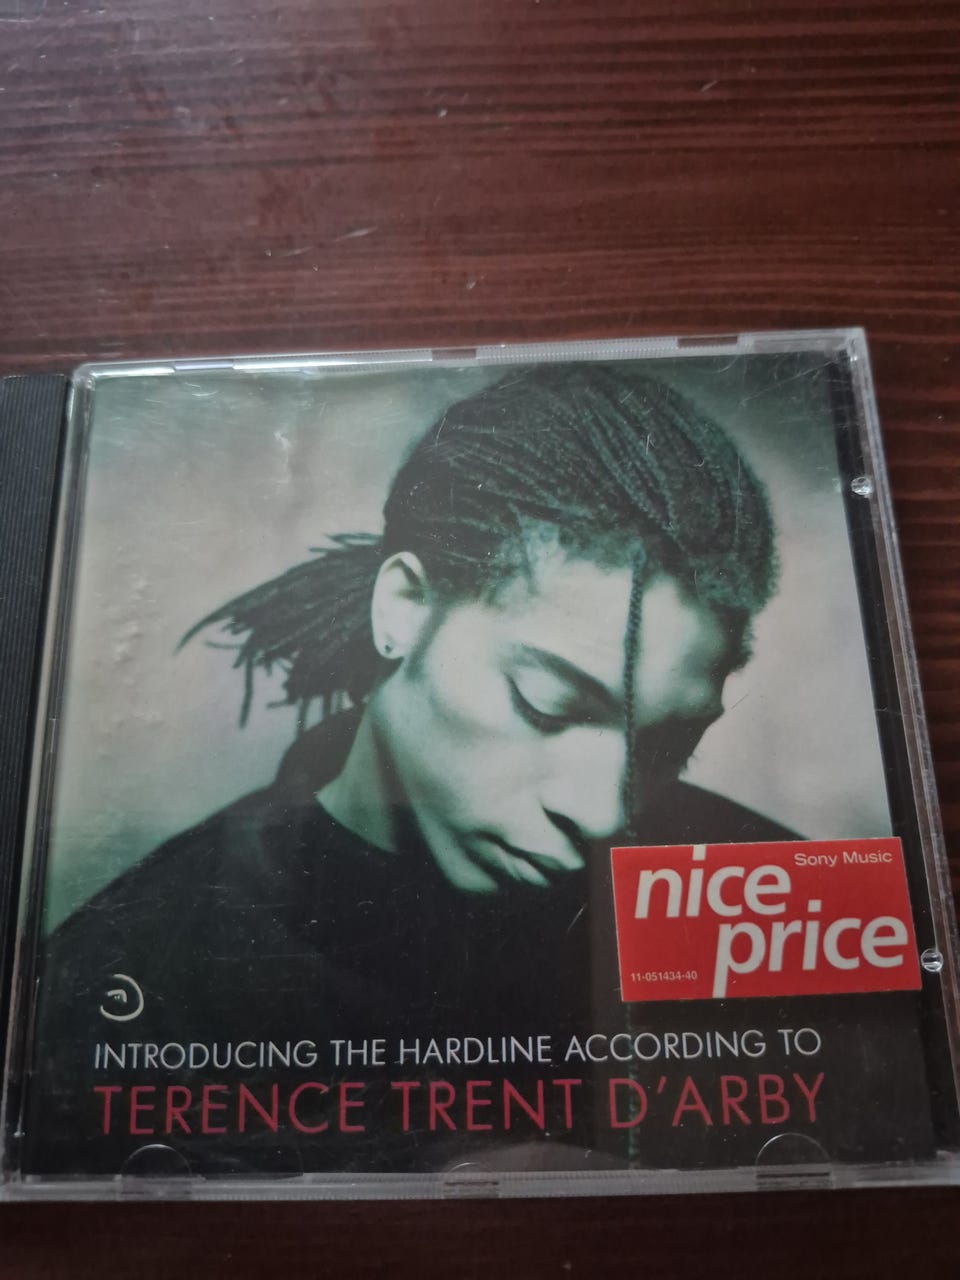 Sony Music
nice
price
11-051434-40
INTRODUCING THE HARDLINE ACCORDING TO
TERENCE TRENT D'ARBY